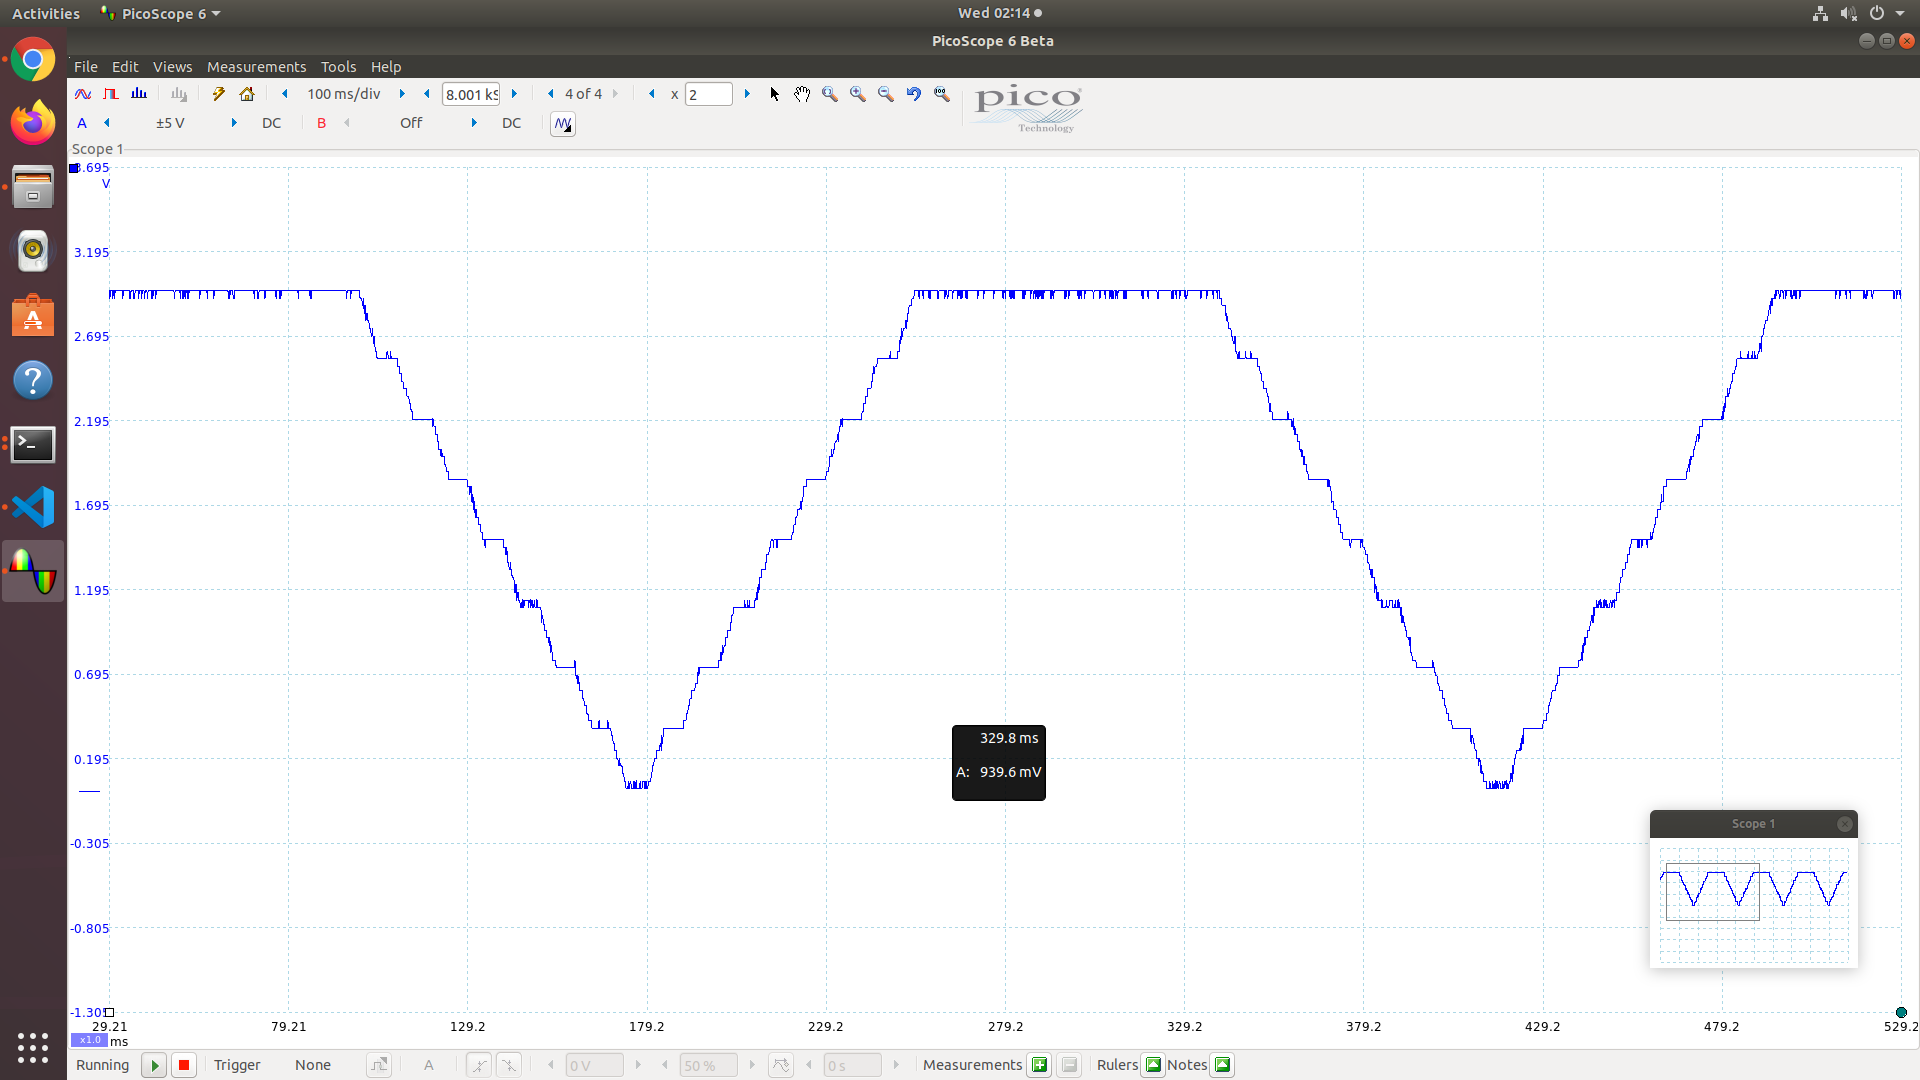 Activities PicoScope 6 Wed 02:14
PicoScope 6 Beta
File Edit Views Measurements Tools Help
100 ms/div 8.001 kS 4 of 4 x 2
pico
Technology
A ±5 V DC B Off DC
Scope 1
3.695
V
3.195
2.695
2.195
1.695
1.195
0.695
0.195
-0.305
-0.805
-1.305
329.8 ms
A: 939.6 mV
Scope 1
29.21 79.21 129.2 179.2 229.2 279.2 329.2 379.2 429.2 479.2 529.2
x1.0 ms
Running Trigger None A 0 V 50 % 0 s Measurements Rulers Notes